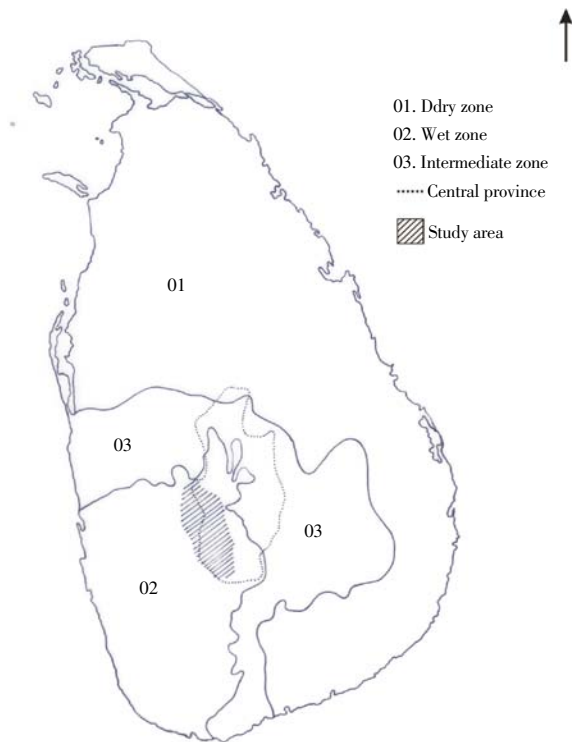 01. Ddry zone
02. Wet zone
03. Intermediate zone
Central province
Study area
01
03
03
02